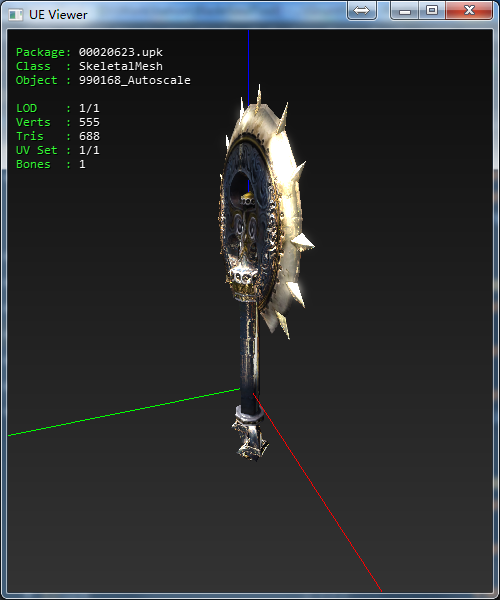 UE Viewer
Package: 00020623.upk
Class  : SkeletalMesh
Object : 990168_Autoscale
LOD    : 1/1
Verts  : 555
Tris   : 688
UV Set : 1/1
Bones  : 1